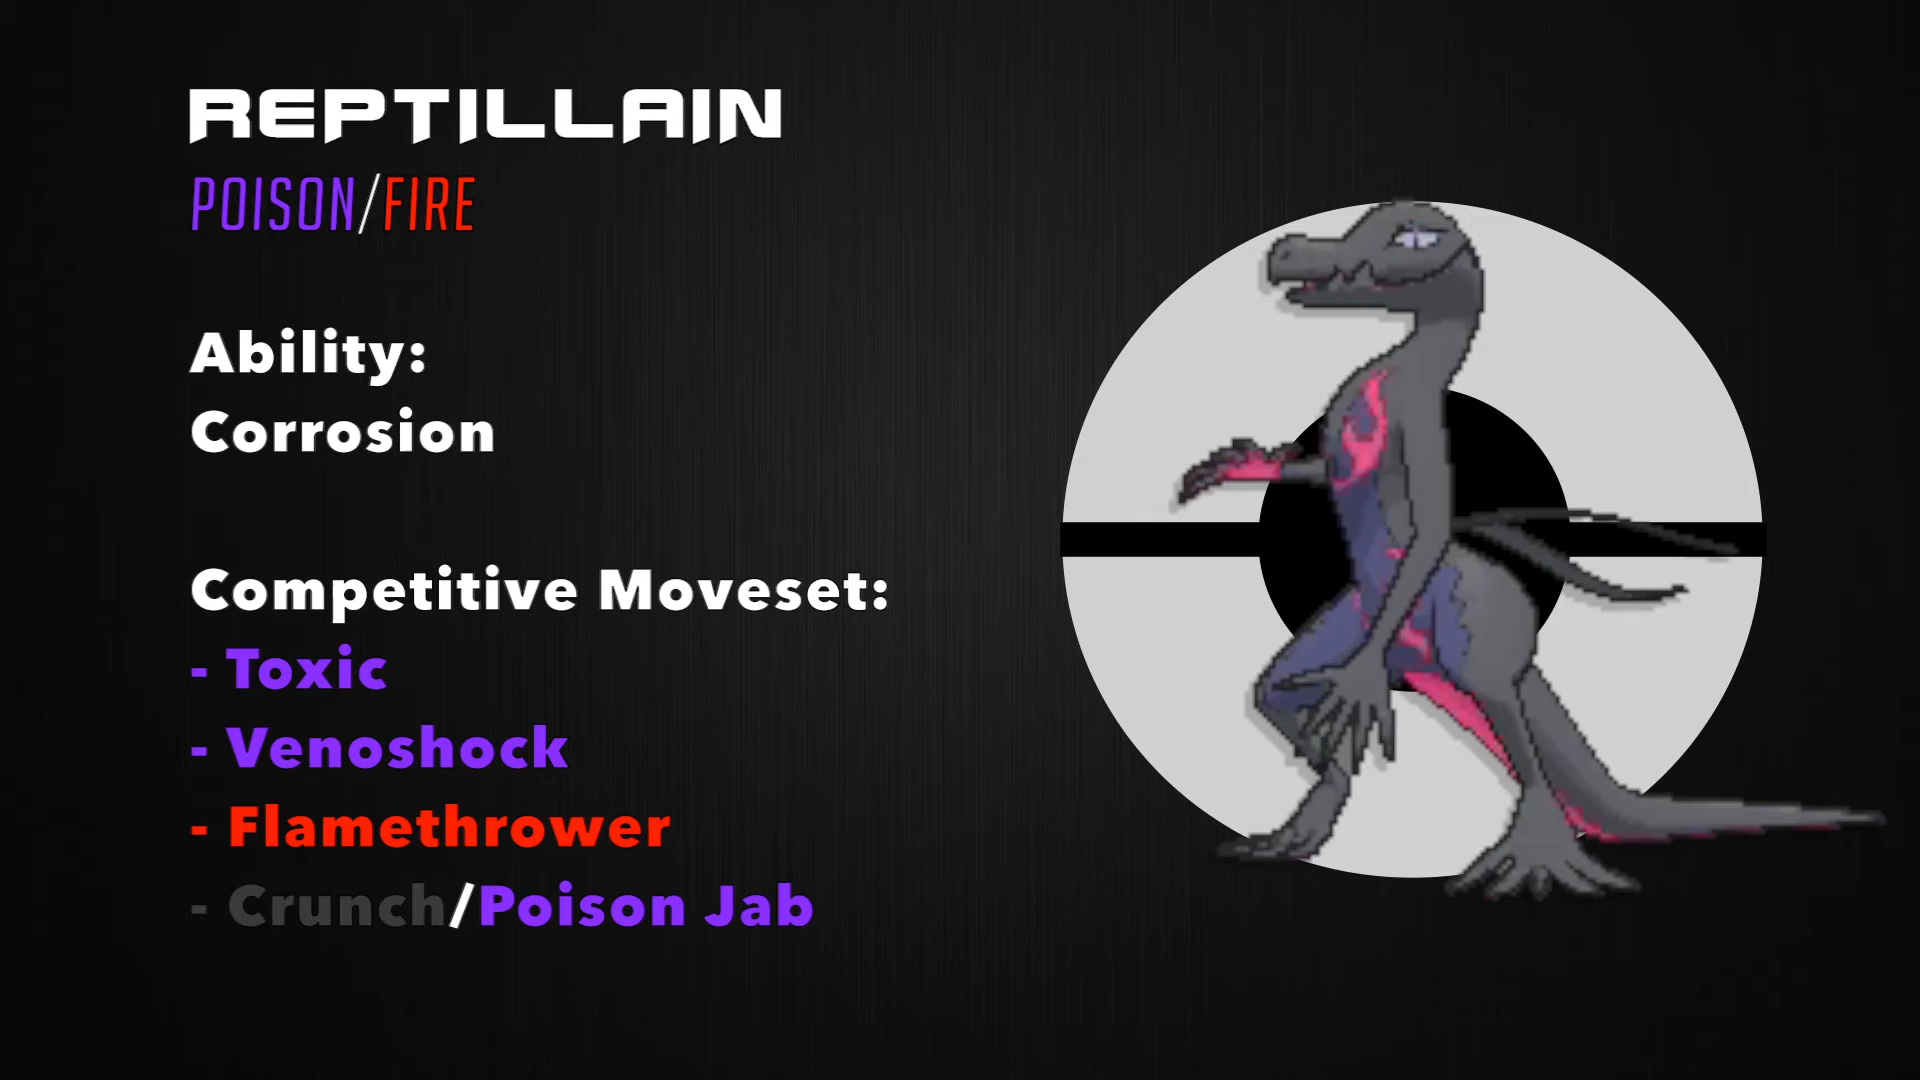 REPTILLAIN
POISON/FIRE
Ability:
Corrosion
Competitive Moveset:
- Toxic
- Venoshock
- Flamethrower
- Crunch/Poison Jab